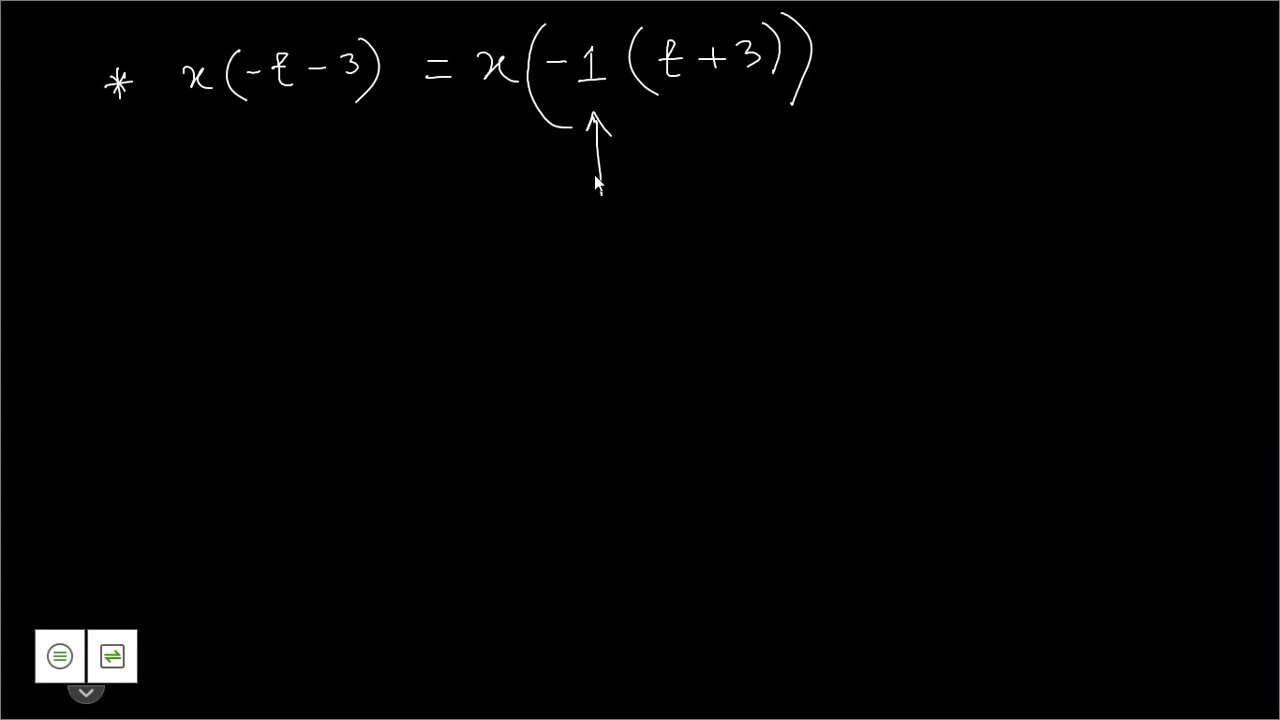 * x(-t-3) = x(-1(t+3))